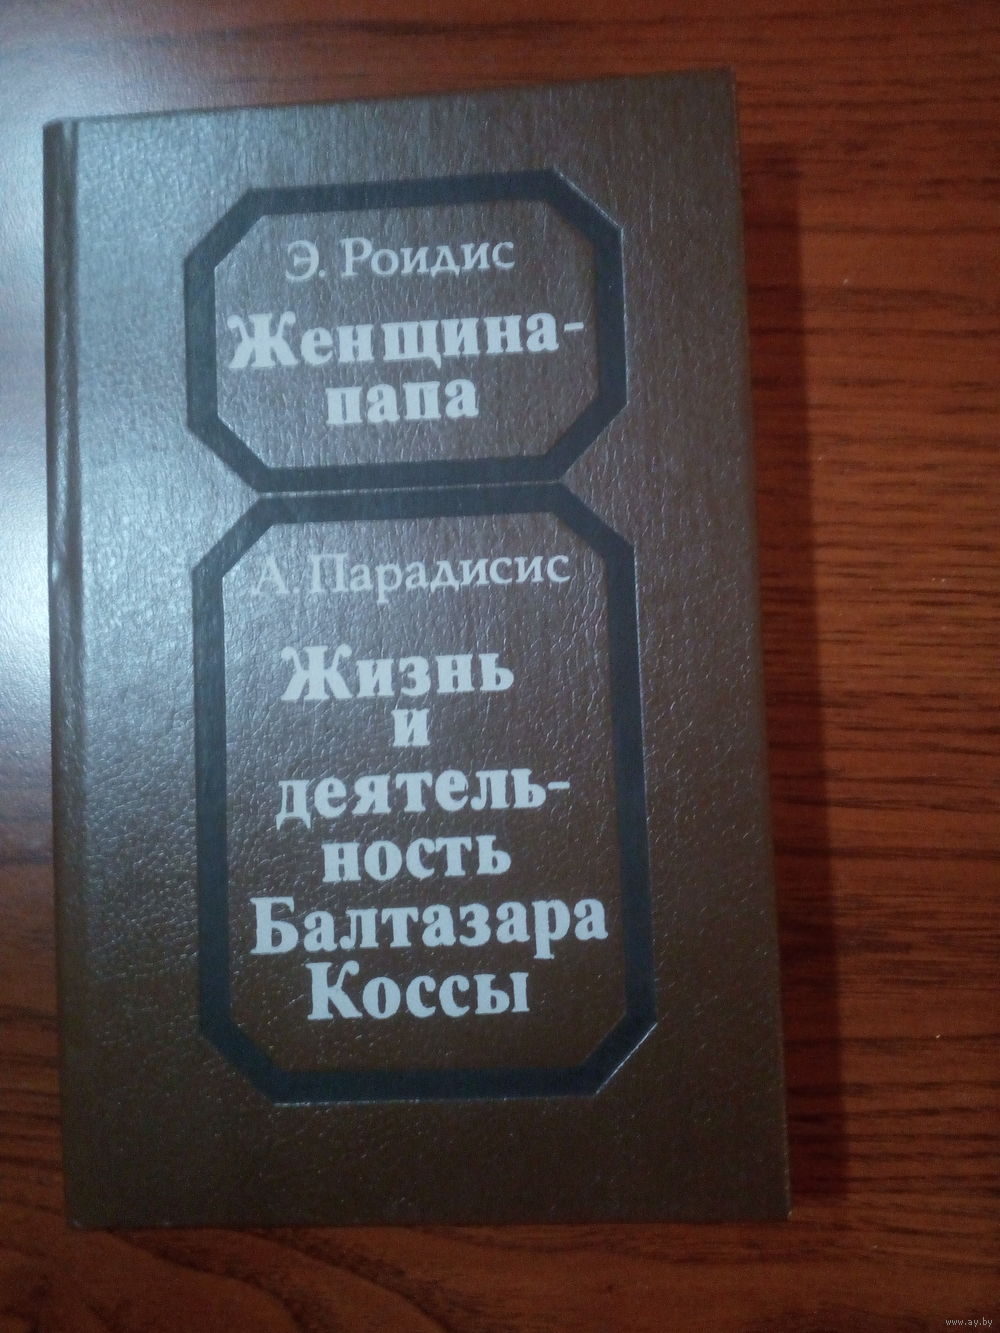 Э. Роидис
Женщина-
папа
А. Парадисис
Жизнь
и
деятель-
ность
Балтазара
Коссы
www.ay.by